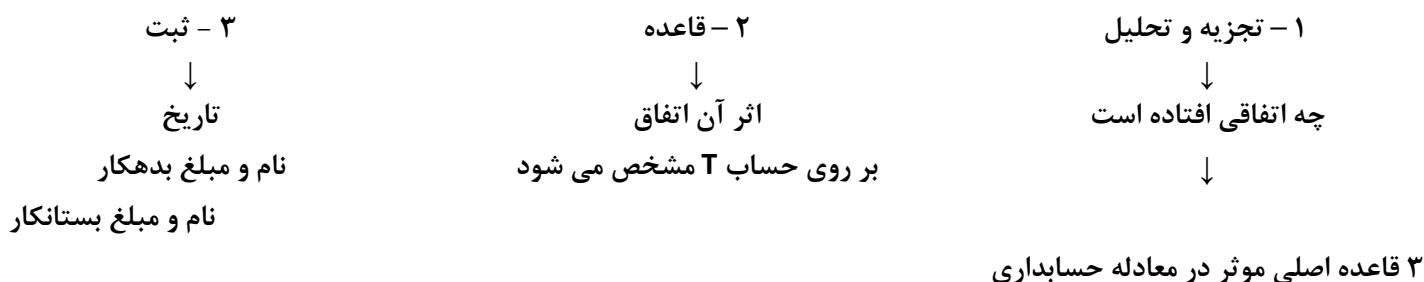 ۱ – تجزیه و تحلیل
↓
چه اتفاقی افتاده است
↓
۲ – قاعده
↓
اثر آن اتفاق
بر روی حساب T مشخص می شود
۳ - ثبت
↓
تاریخ
نام و مبلغ بدهکار
نام و مبلغ بستانکار
۳ قاعده اصلی موثر در معادله حسابداری